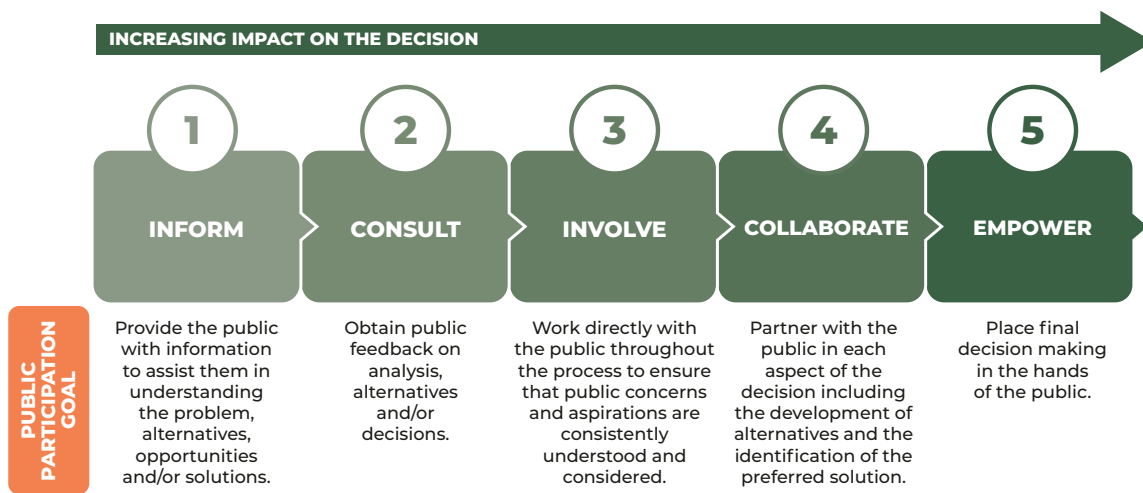 INCREASING IMPACT ON THE DECISION
1
INFORM
2
CONSULT
3
INVOLVE
4
COLLABORATE
5
EMPOWER
PUBLIC
PARTICIPATION
GOAL
Provide the public
with information
to assist them in
understanding
the problem,
alternatives,
opportunities
and/or solutions.
Obtain public
feedback on
analysis,
alternatives
and/or
decisions.
Work directly with
the public throughout
the process to ensure
that public concerns
and aspirations are
consistently
understood and
considered.
Partner with the
public in each
aspect of the
decision including
the development of
alternatives and the
identification of the
preferred solution.
Place final
decision making
in the hands
of the public.